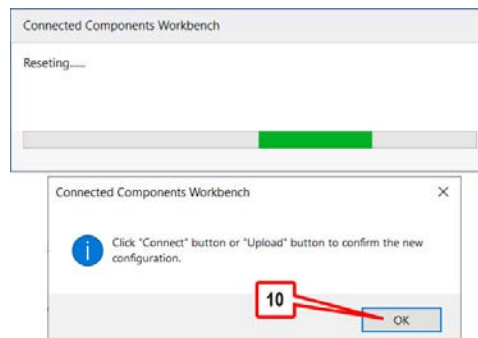 Connected Components Workbench
Reseting......
Connected Components Workbench
Click "Connect" button or "Upload" button to confirm the new
configuration.
10
OK